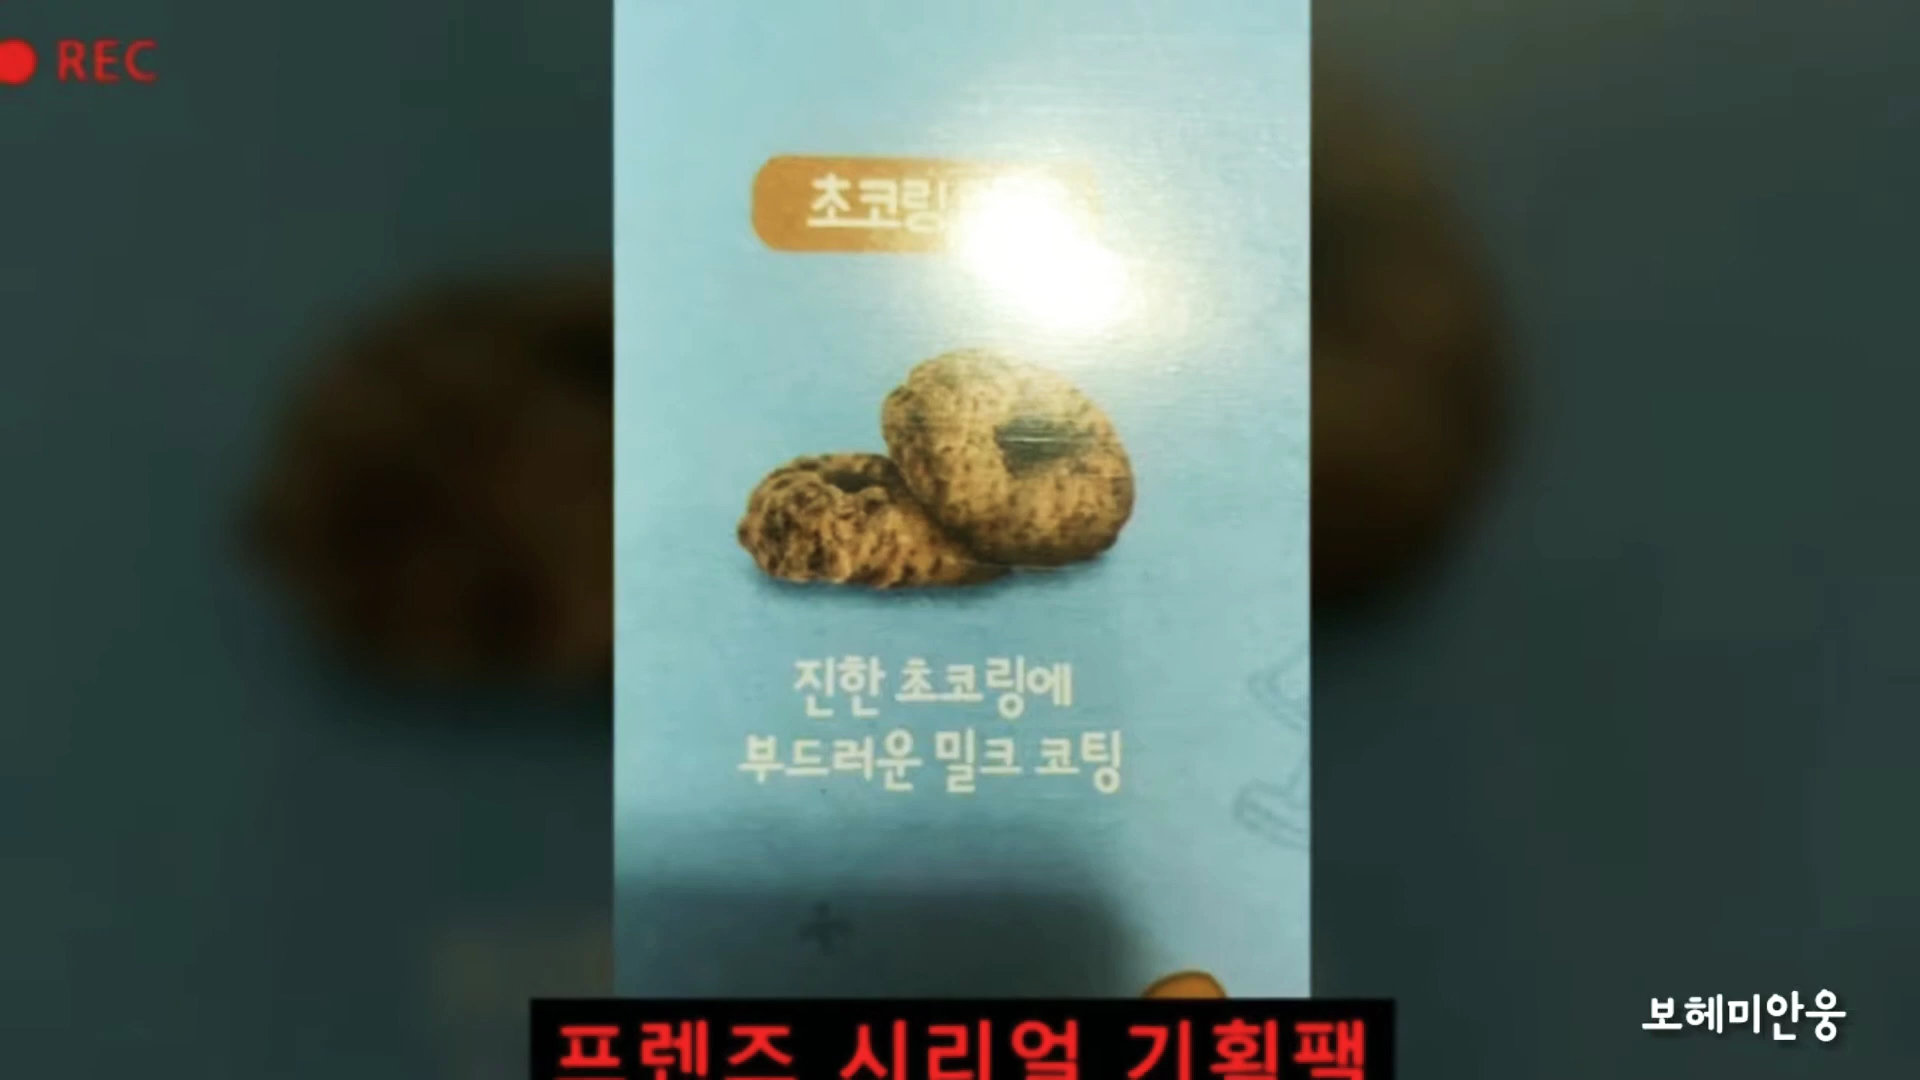 REC
초코링
진한 초코링에
부드러운 밀크 코팅
프렌즈 시리얼 기획팩
보헤미안웅